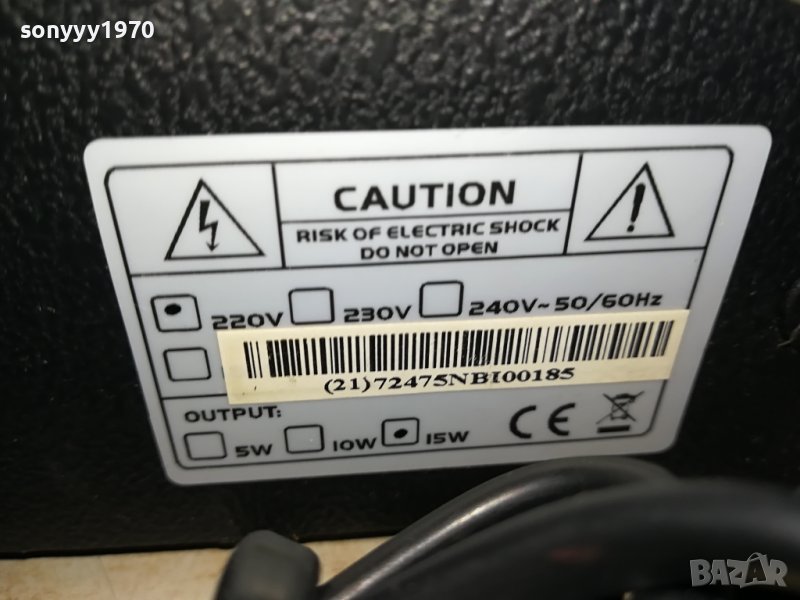 sonyyy1970
CAUTION
RISK OF ELECTRIC SHOCK
DO NOT OPEN
220V 230V 240V~50/60Hz
(21)72475NBI00185
OUTPUT:
5W 10W 15W
CE
BAZAR